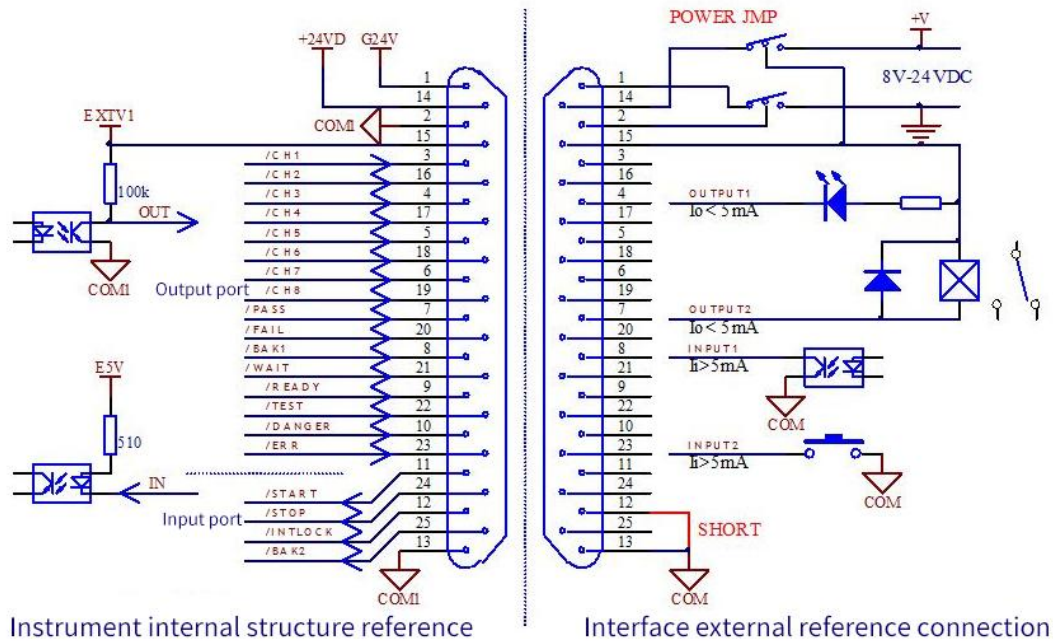 +24VD G24V
EXTV1
100k
OUT
COM1
COM1
Output port
/CH1
/CH2
/CH3
/CH4
/CH5
/CH6
/CH7
/CH8
/PASS
/FAIL
/BAK1
/WAIT
/READY
/TEST
/DANGER
/ERR
E5V
510
IN
Input port
/START
/STOP
/INTLOCK
/BAK2
COM1
1
14
2
15
3
16
4
17
5
18
6
19
7
20
8
21
9
22
10
23
11
24
12
25
13
Instrument internal structure reference
POWER JMP
+V
8V-24VDC
1
14
2
15
3
16
4
17
5
18
6
19
7
20
8
21
9
22
10
23
11
24
12
25
13
OUTPUT1
Io<5mA
OUTPUT2
Io<5mA
INPUT1
Ii>5mA
COM
INPUT2
Ii>5mA
COM
SHORT
COM
Interface external reference connection